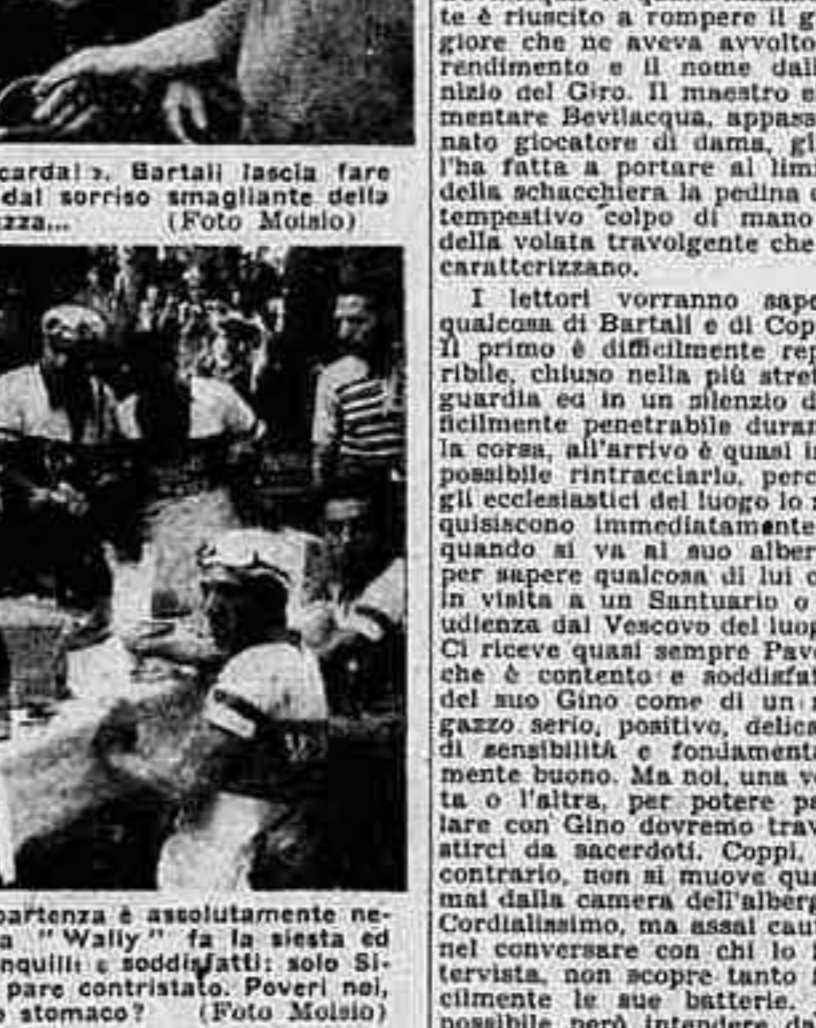 cardal ». Bartali lascia fare
dal sorriso smagliante della
zza... (Foto Moisio)
partenza è assolutamente ne-
a "Wally" fa la siesta ed
nquilli e soddisfatti: solo Si-
pare contristato. Poveri noi,
o stomaco? (Foto Moisio)
te è riuscito a rompere il g
giore che ne aveva avvolto
rendimento e il nome dall
nizio del Giro. Il maestro e
mentare Bevilacqua, appass
nato giocatore di dama, gl
l'ha fatta a portare al limi
della schacchiera la pedina c
tempestivo colpo di mano
della volata travolgente che
caratterizzano.
I lettori vorranno sape
qualcosa di Bartali e di Cop
Il primo è difficilmente rep
ribile, chiuso nella più stret
guardia ed in un silenzio d
ficilmente penetrabile duran
la corsa, all'arrivo è quasi i
possibile rintracciarlo, perc
gli ecclesiastici del luogo lo r
quisiscono immediatamente
quando si va al suo alber
per sapere qualcosa di lui c
in visita a un Santuario o
udienza dal Vescovo del luog
Ci riceve quasi sempre Pave
che è contento e soddisfat
del suo Gino come di un r
gazzo serio, positivo, delica
di sensibilità e fondamenta
mente buono. Ma noi, una vo
ta o l'altra, per potere pa
lare con Gino dovremo trav
stirci da sacerdoti. Coppi,
contrario, non si muove qua
mai dalla camera dell'alberg
Cordialissimo, ma assai cau
nel conversare con chi lo i
tervista, non scopre tanto f
cilmente le sue batterie.
possibile però intendere da